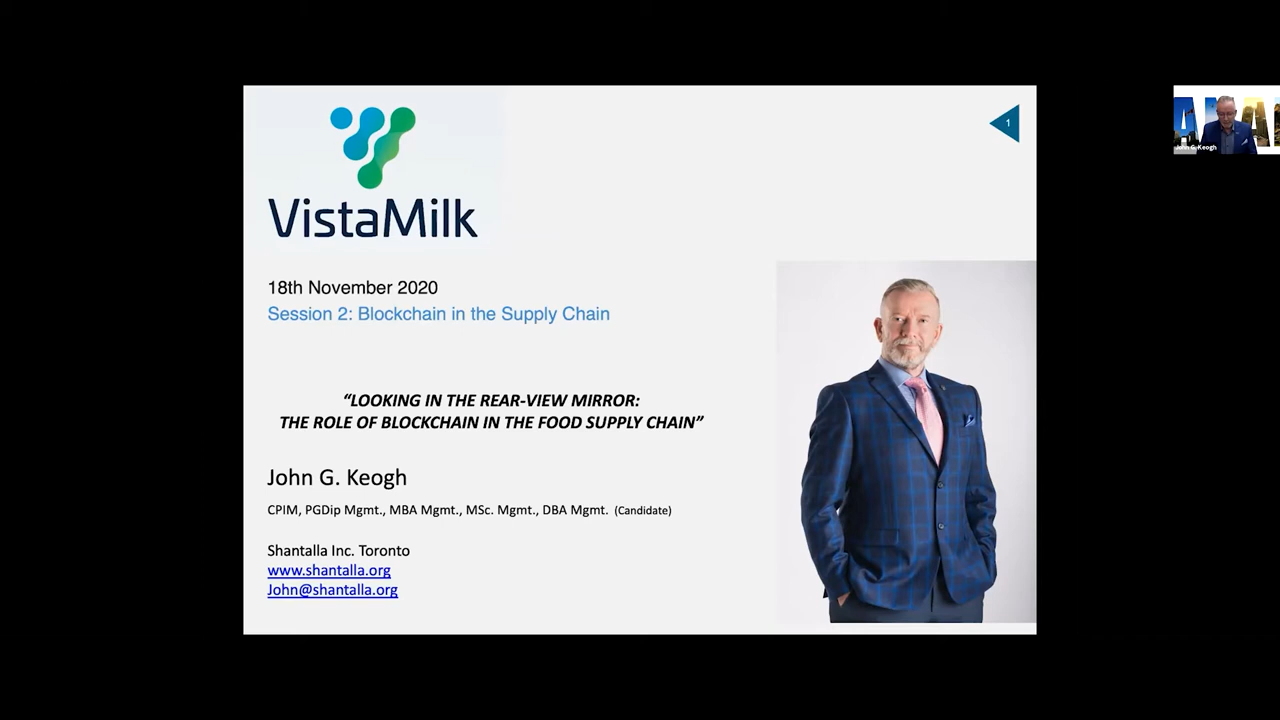 VistaMilk
1
18th November 2020
Session 2: Blockchain in the Supply Chain
“LOOKING IN THE REAR-VIEW MIRROR:
THE ROLE OF BLOCKCHAIN IN THE FOOD SUPPLY CHAIN”
John G. Keogh
CPIM, PGDip Mgmt., MBA Mgmt., MSc. Mgmt., DBA Mgmt. (Candidate)
Shantalla Inc. Toronto
www.shantalla.org
John@shantalla.org
John G. Keogh